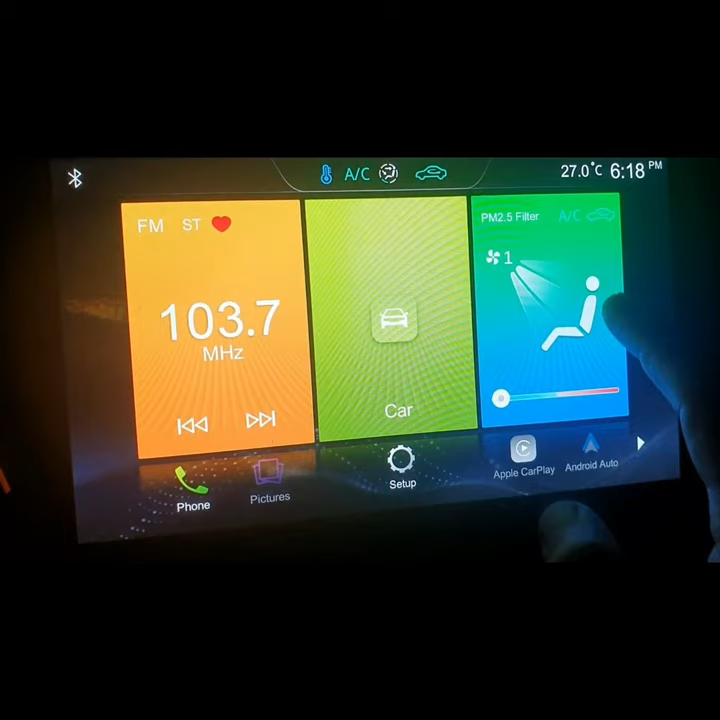 A/C
27.0°C 6:18 PM
FM ST
103.7
MHz
Car
PM2.5 Filter A/C
1
Phone
Pictures
Setup
Apple CarPlay
Android Auto